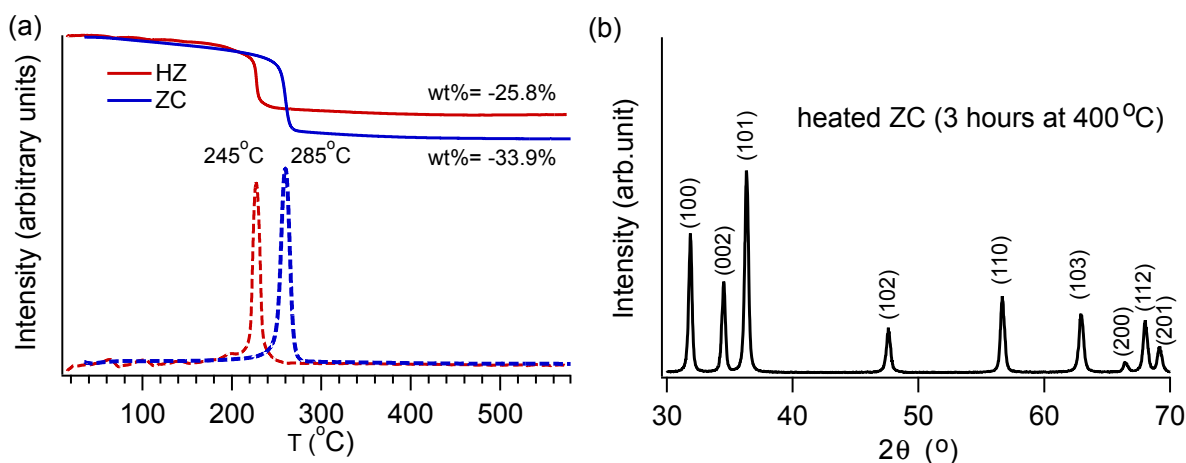 (a)
Intensity (arbitrary units)
HZ
ZC
wt%= -25.8%
wt%= -33.9%
245°C
285°C
100
200
300
400
500
T (°C)
(b)
Intensity (arb.unit)
heated ZC (3 hours at 400°C)
(100)
(002)
(101)
(102)
(110)
(103)
(200)
(112)
(201)
30
40
50
60
70
2θ (°)